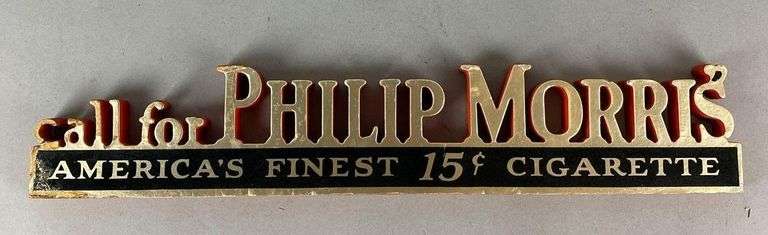 call for PHILIP MORRIS"
AMERICA'S FINEST 15¢ CIGARETTE